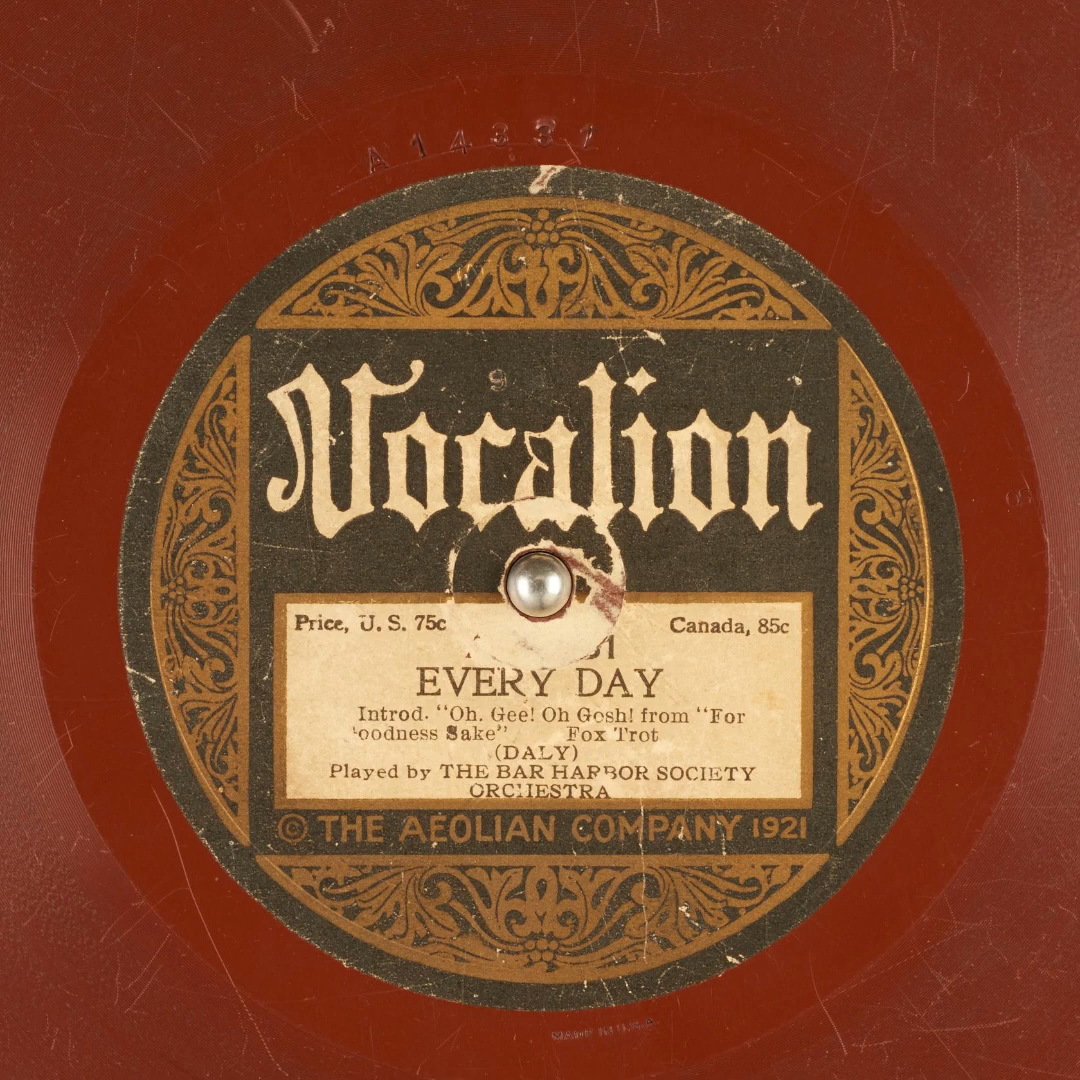 A14331
Vocalion
Price, U. S. 75c Canada, 85c
EVERY DAY
Introd. "Oh. Gee! Oh Gosh! from "For
'oodness Sake" Fox Trot
(DALY)
Played by THE BAR HARBOR SOCIETY
ORCHESTRA
© THE AEOLIAN COMPANY 1921